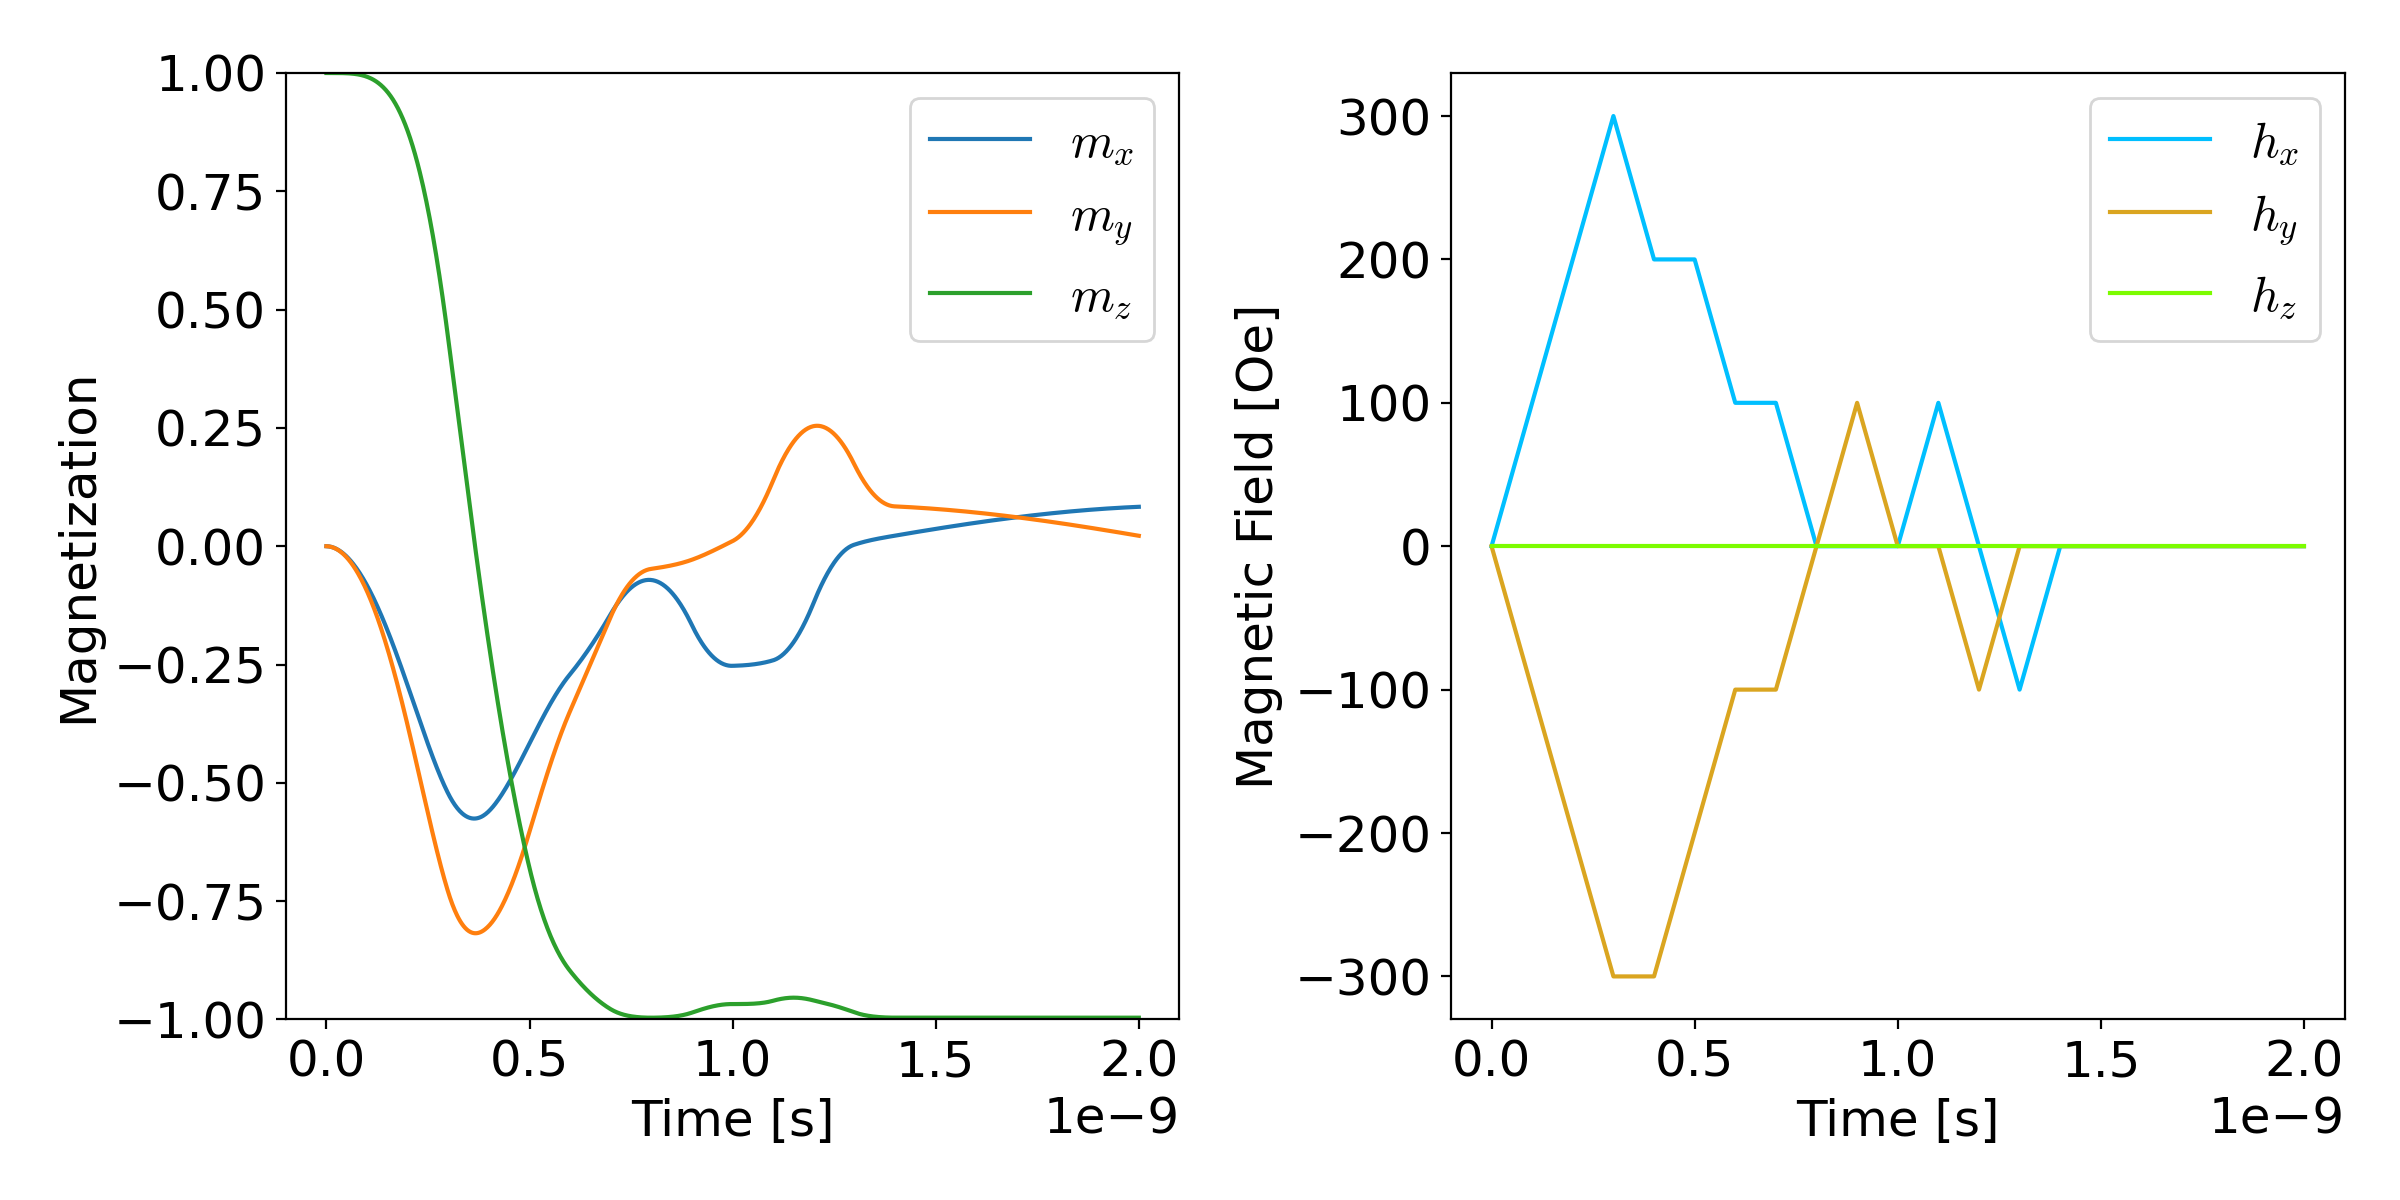 1.00
0.75
0.50
0.25
0.00
−0.25
−0.50
−0.75
−1.00
Magnetization
0.0 0.5 1.0 1.5 2.0
Time [s]
1e−9
m_x
m_y
m_z
300
200
100
0
−100
−200
−300
Magnetic Field [Oe]
0.0 0.5 1.0 1.5 2.0
Time [s]
1e−9
h_x
h_y
h_z